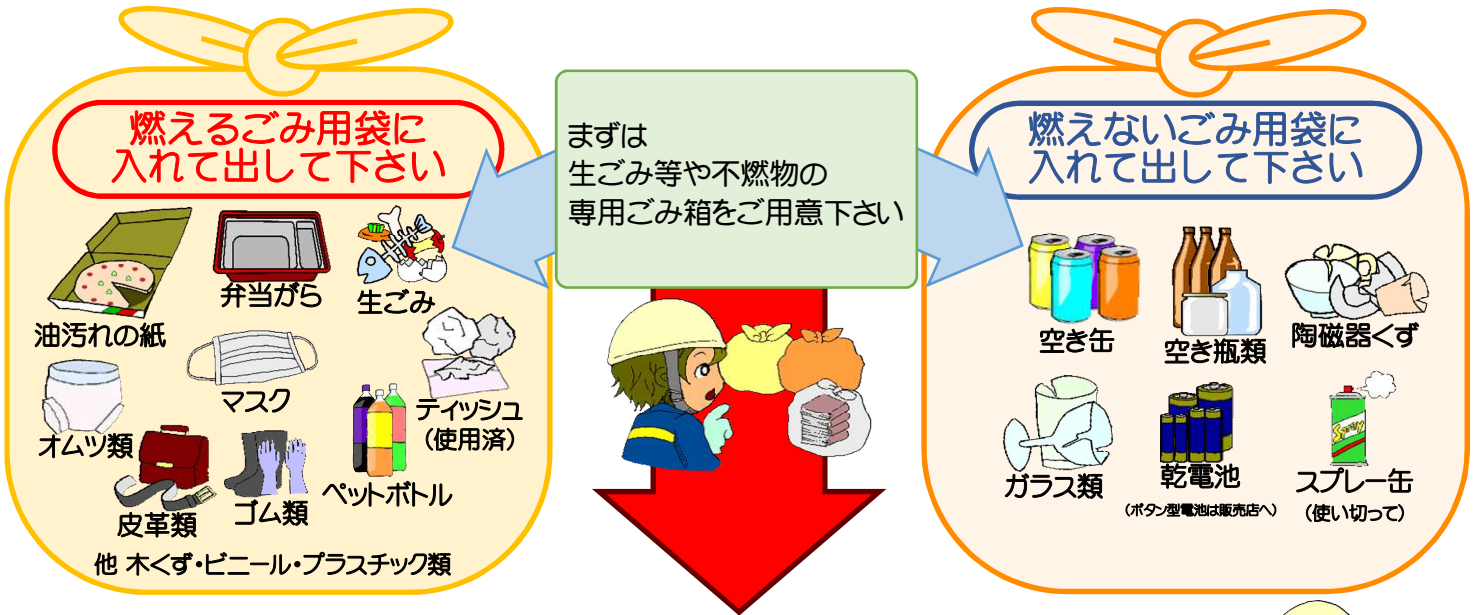 燃えるごみ用袋に
入れて出して下さい
油汚れの紙
弁当がら
生ごみ
マスク
ティッシュ
(使用済)
オムツ類
皮革類
ゴム類
ペットボトル
他 木くず・ビニール・プラスチック類
まずは
生ごみ等や不燃物の
専用ごみ箱をご用意下さい
燃えないごみ用袋に
入れて出して下さい
空き缶
空き瓶類
陶磁器くず
ガラス類
乾電池
(ボタン型電池は販売店へ)
Spray
スプレー缶
(使い切って)